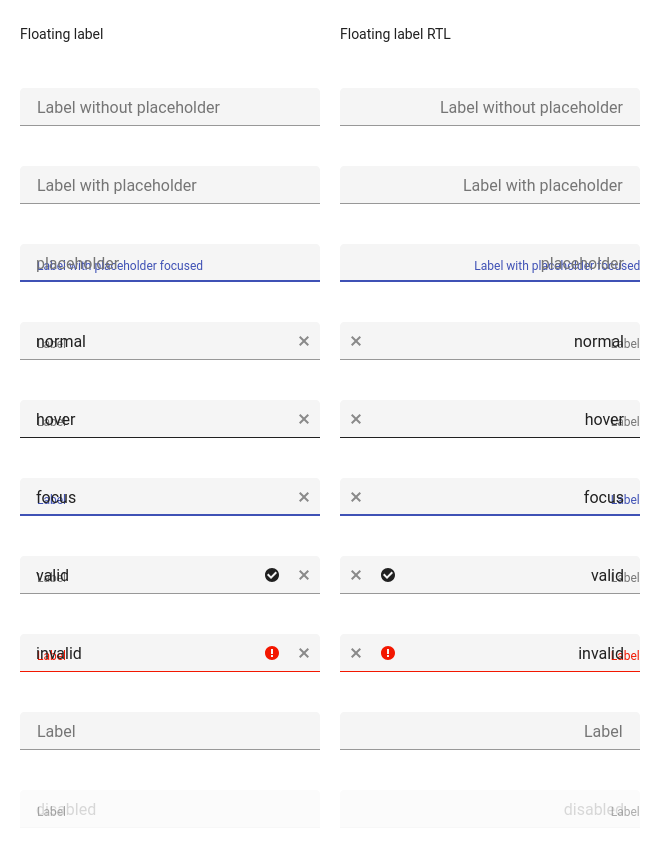 Floating label
Floating label RTL
Label without placeholder
Label without placeholder
Label with placeholder
Label with placeholder
placeholder
Label with placeholder focused
placeholder
Label with placeholder focused
normal
Label
normal
Label
hover
Label
hover
Label
focus
Label
focus
Label
valid
Label
valid
Label
invalid
Label
invalid
Label
Label
Label
disabled
Label
disabled
Label